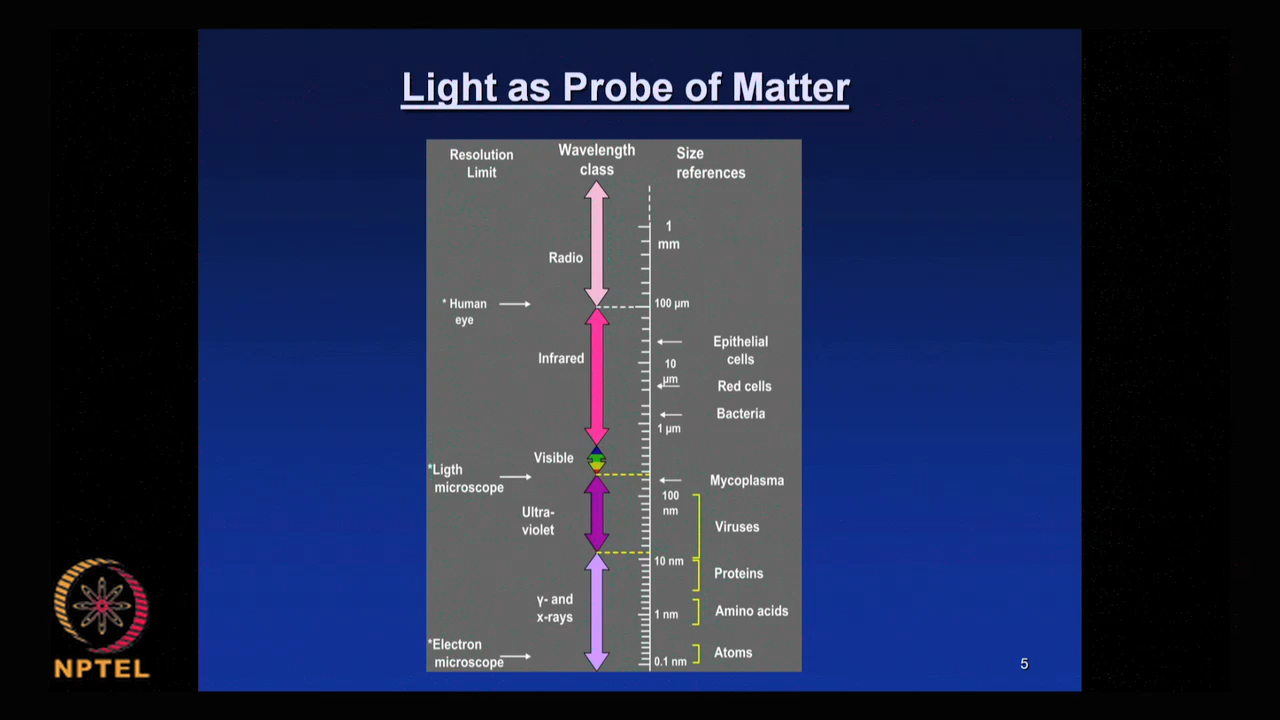 Light as Probe of Matter
Resolution
Limit
Wavelength
class
Size
references
1
mm
Radio
* Human
eye
100 µm
Epithelial
cells
Infrared
10
µm
Red cells
Bacteria
1 µm
Visible
*Ligth
microscope
Mycoplasma
100
nm
Ultra-
violet
Viruses
10 nm
Proteins
γ- and
x-rays
1 nm
Amino acids
*Electron
microscope
Atoms
0.1 nm
5
NPTEL